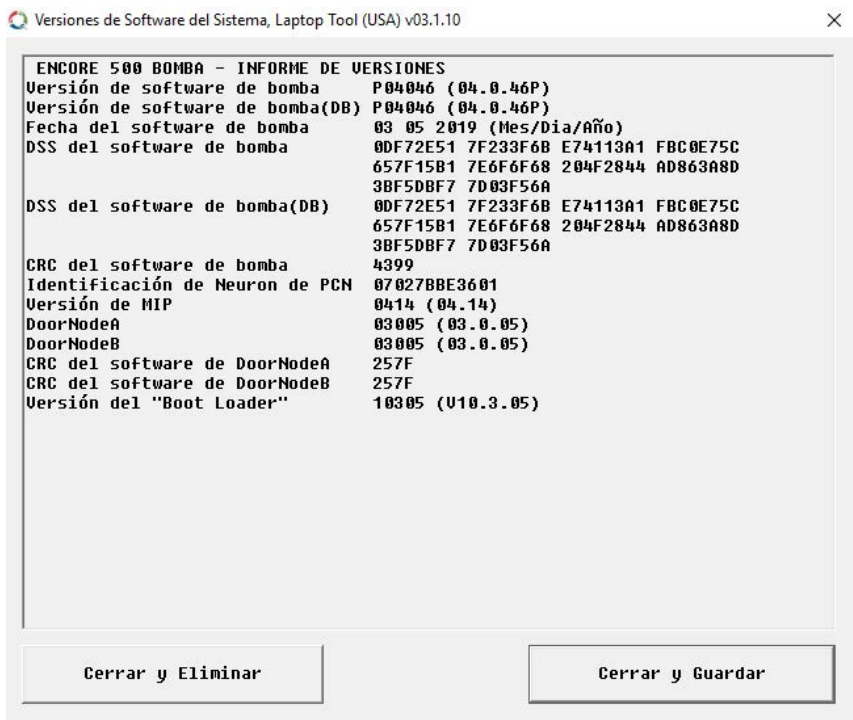 Versiones de Software del Sistema, Laptop Tool (USA) v03.1.10
ENCORE 500 BOMBA - INFORME DE VERSIONES
Versión de software de bomba P04046 (04.0.46P)
Versión de software de bomba(DB) P04046 (04.0.46P)
Fecha del software de bomba 03 05 2019 (Mes/Dia/Año)
DSS del software de bomba 0DF72E51 7F233F6B E74113A1 FBC0E75C
657F15B1 7E6F6F68 204F2844 AD863A8D
3BF5DBF7 7D03F56A
DSS del software de bomba(DB) 0DF72E51 7F233F6B E74113A1 FBC0E75C
657F15B1 7E6F6F68 204F2844 AD863A8D
3BF5DBF7 7D03F56A
CRC del software de bomba 4399
Identificación de Neuron de PCN 07027BBE3601
Versión de MIP 0414 (04.14)
DoorNodeA 03005 (03.0.05)
DoorNodeB 03005 (03.0.05)
CRC del software de DoorNodeA 257F
CRC del software de DoorNodeB 257F
Versión del "Boot Loader" 10305 (V10.3.05)
Cerrar y Eliminar
Cerrar y Guardar